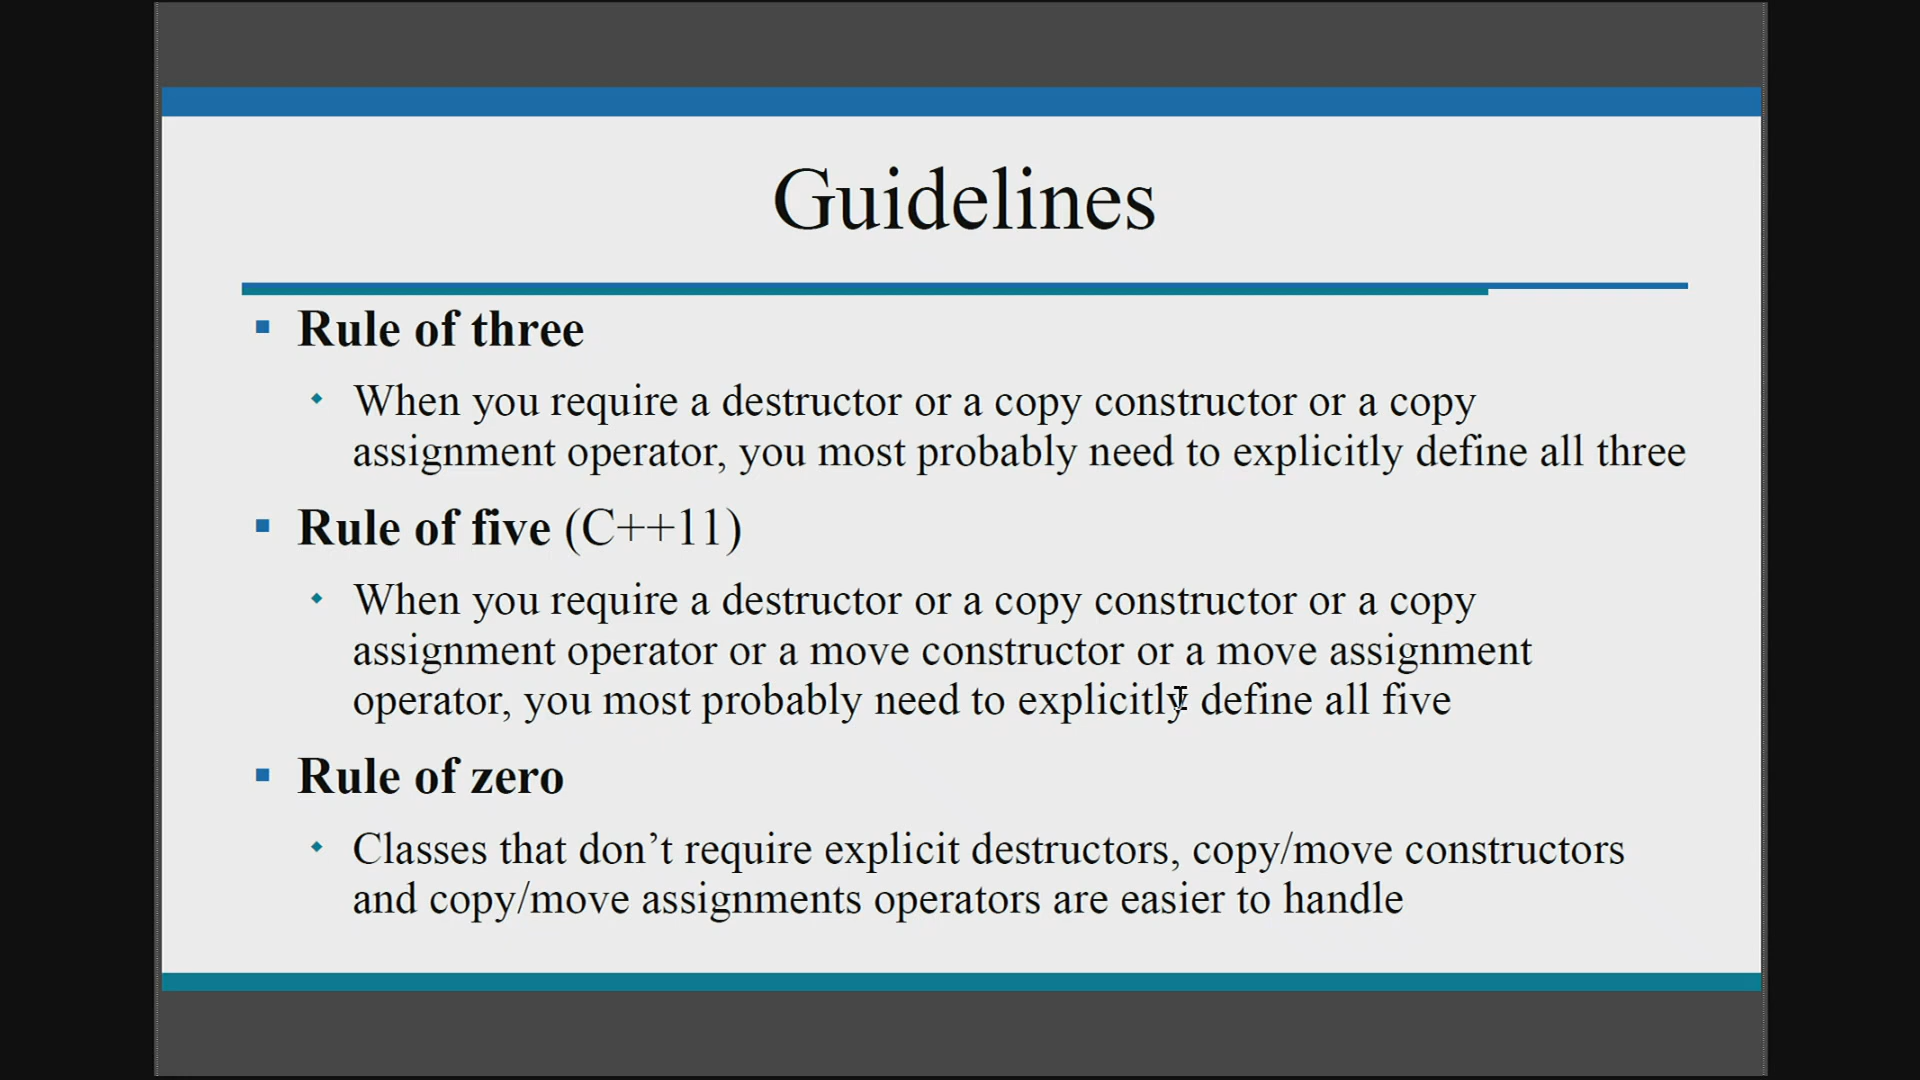 Guidelines
Rule of three
When you require a destructor or a copy constructor or a copy
assignment operator, you most probably need to explicitly define all three
Rule of five (C++11)
When you require a destructor or a copy constructor or a copy
assignment operator or a move constructor or a move assignment
operator, you most probably need to explicitly define all five
Rule of zero
Classes that don’t require explicit destructors, copy/move constructors
and copy/move assignments operators are easier to handle